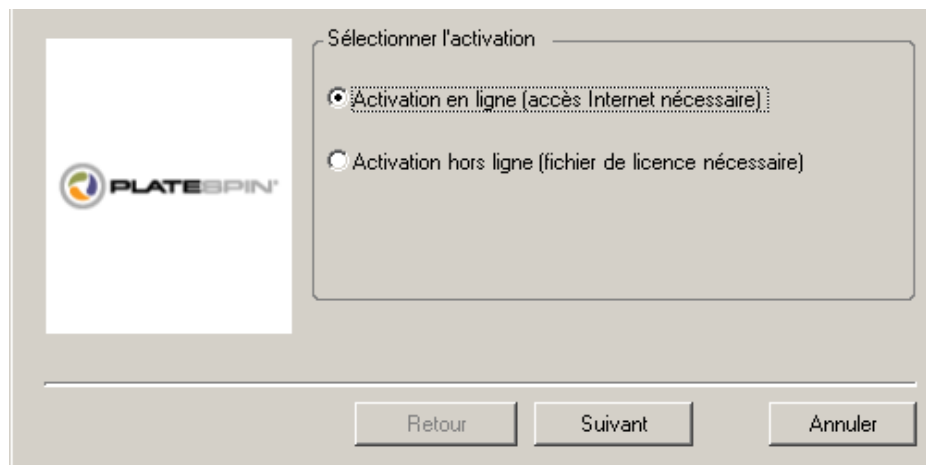 Sélectionner l'activation
Activation en ligne (accès Internet nécessaire)
Activation hors ligne (fichier de licence nécessaire)
PLATESPIN
Retour
Suivant
Annuler